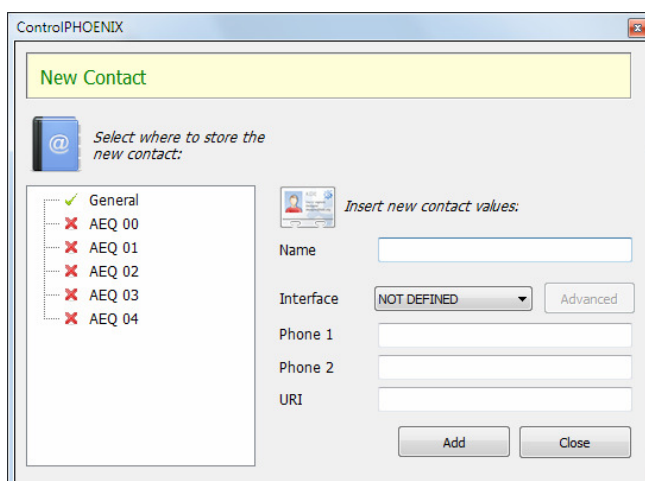 ControlPHOENIX
New Contact
Select where to store the
new contact:
General
AEQ 00
AEQ 01
AEQ 02
AEQ 03
AEQ 04
Insert new contact values:
Name
Interface
NOT DEFINED
Advanced
Phone 1
Phone 2
URI
Add
Close